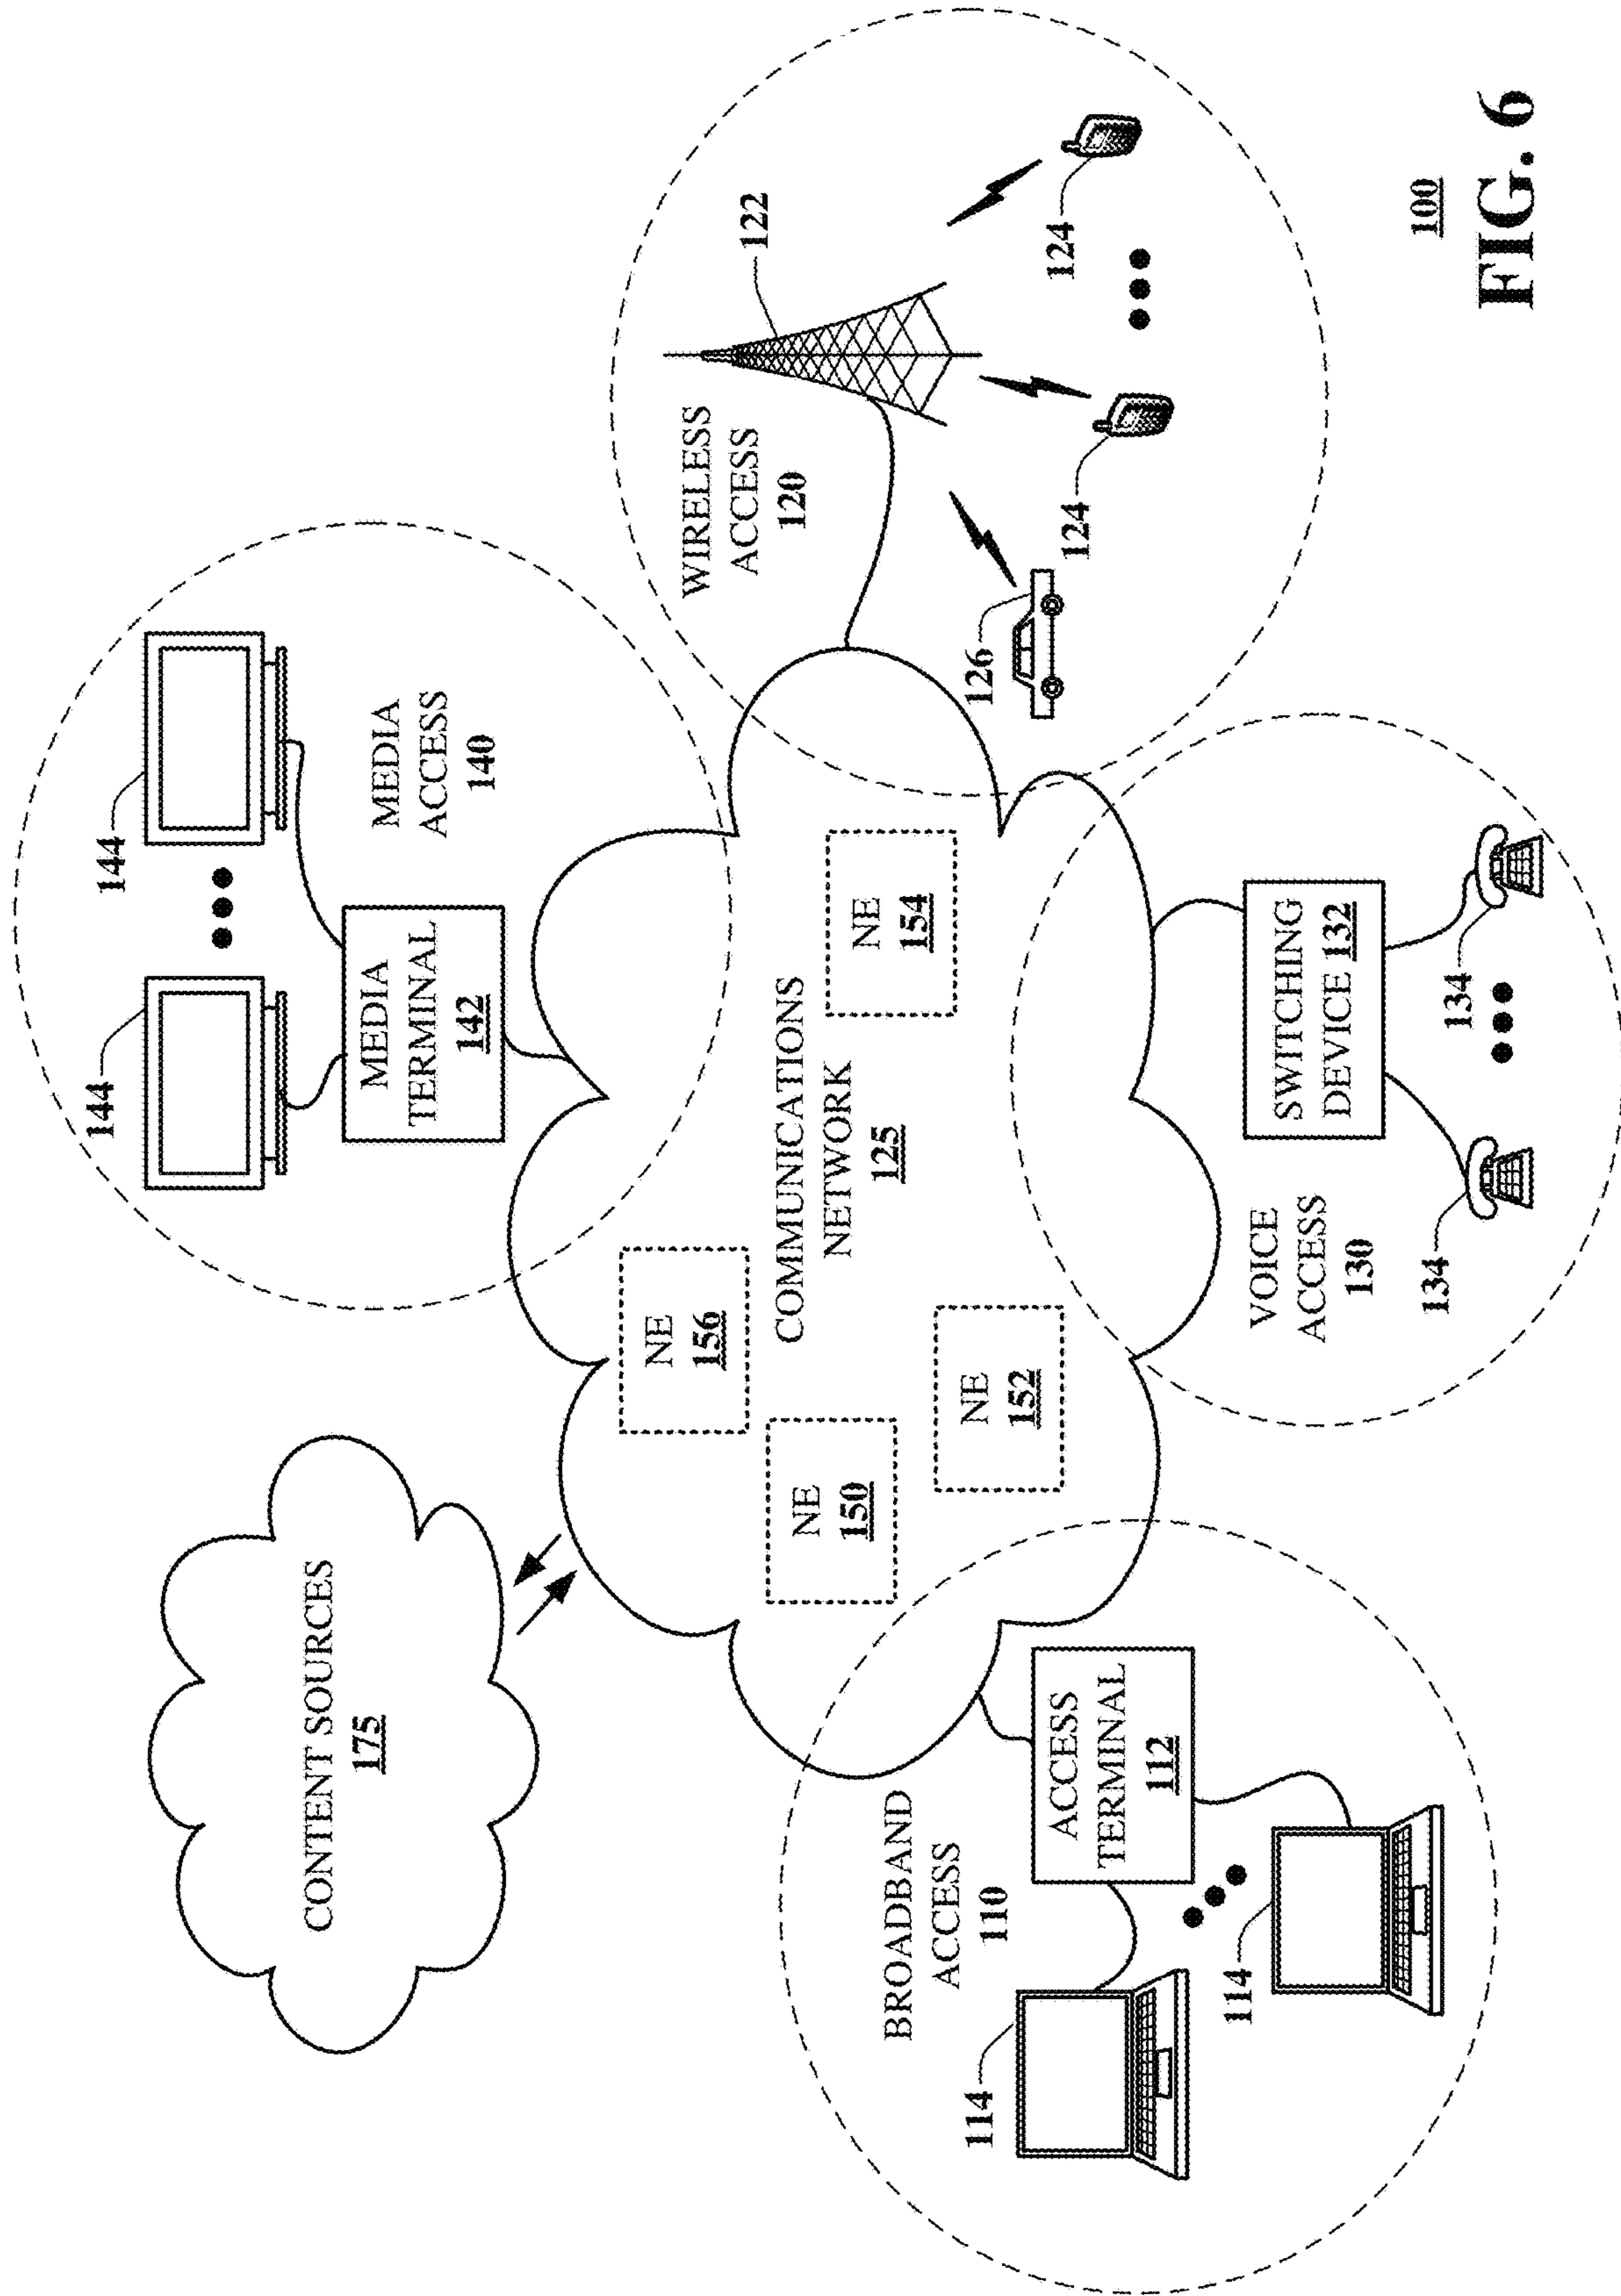 CONTENT SOURCES
175
144
144
MEDIA
TERMINAL
142
MEDIA
ACCESS
140
WIRELESS
ACCESS
120
122
124
124
126
NE
156
NE
150
NE
152
NE
154
COMMUNICATIONS
NETWORK
125
BROADBAND
ACCESS
110
ACCESS
TERMINAL
112
114
114
VOICE
ACCESS
130
SWITCHING
DEVICE 132
134
134
100
FIG. 6